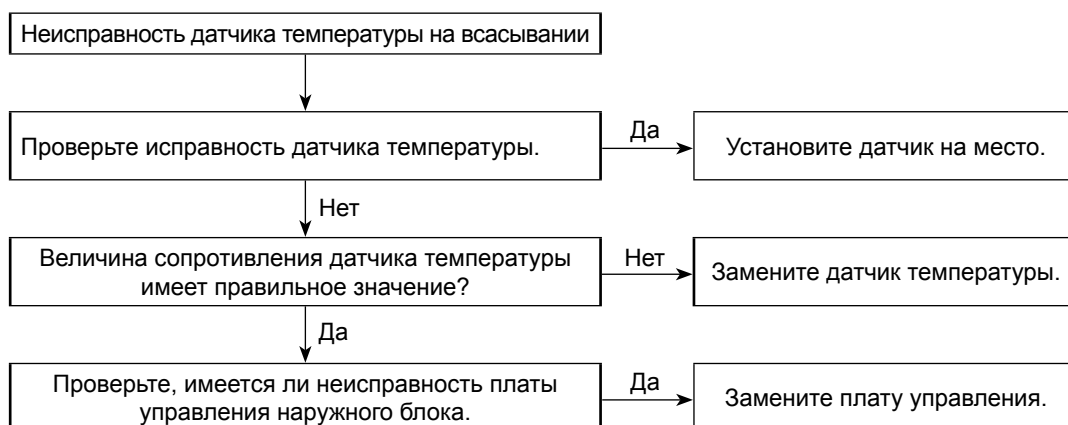 Неисправность датчика температуры на всасывании
Проверьте исправность датчика температуры.
Да
Установите датчик на место.
Нет
Величина сопротивления датчика температуры
имеет правильное значение?
Нет
Замените датчик температуры.
Да
Проверьте, имеется ли неисправность платы
управления наружного блока.
Да
Замените плату управления.